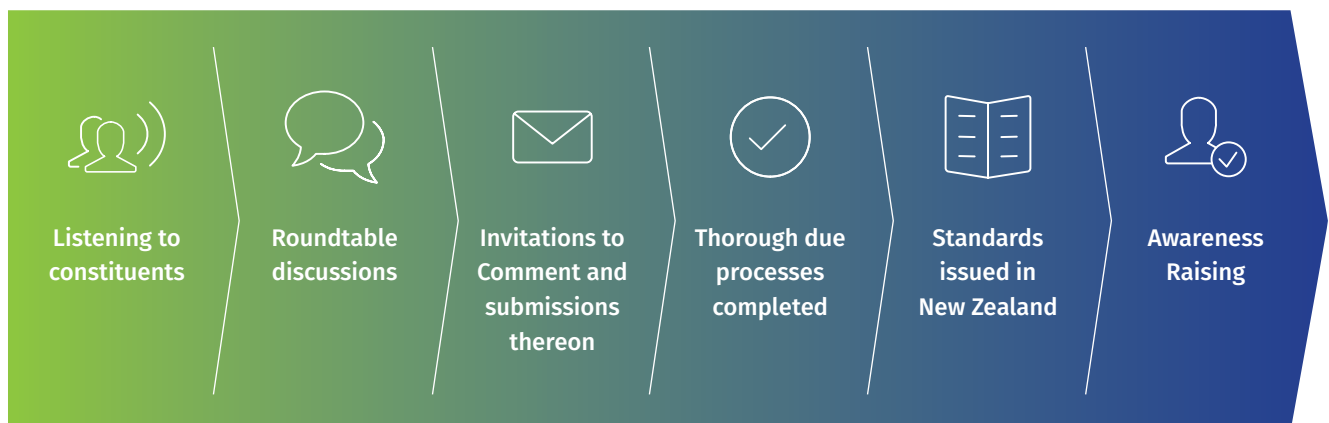 Listening to
constituents
Roundtable
discussions
Invitations to
Comment and
submissions
thereon
Thorough due
processes
completed
Standards
issued in
New Zealand
Awareness
Raising